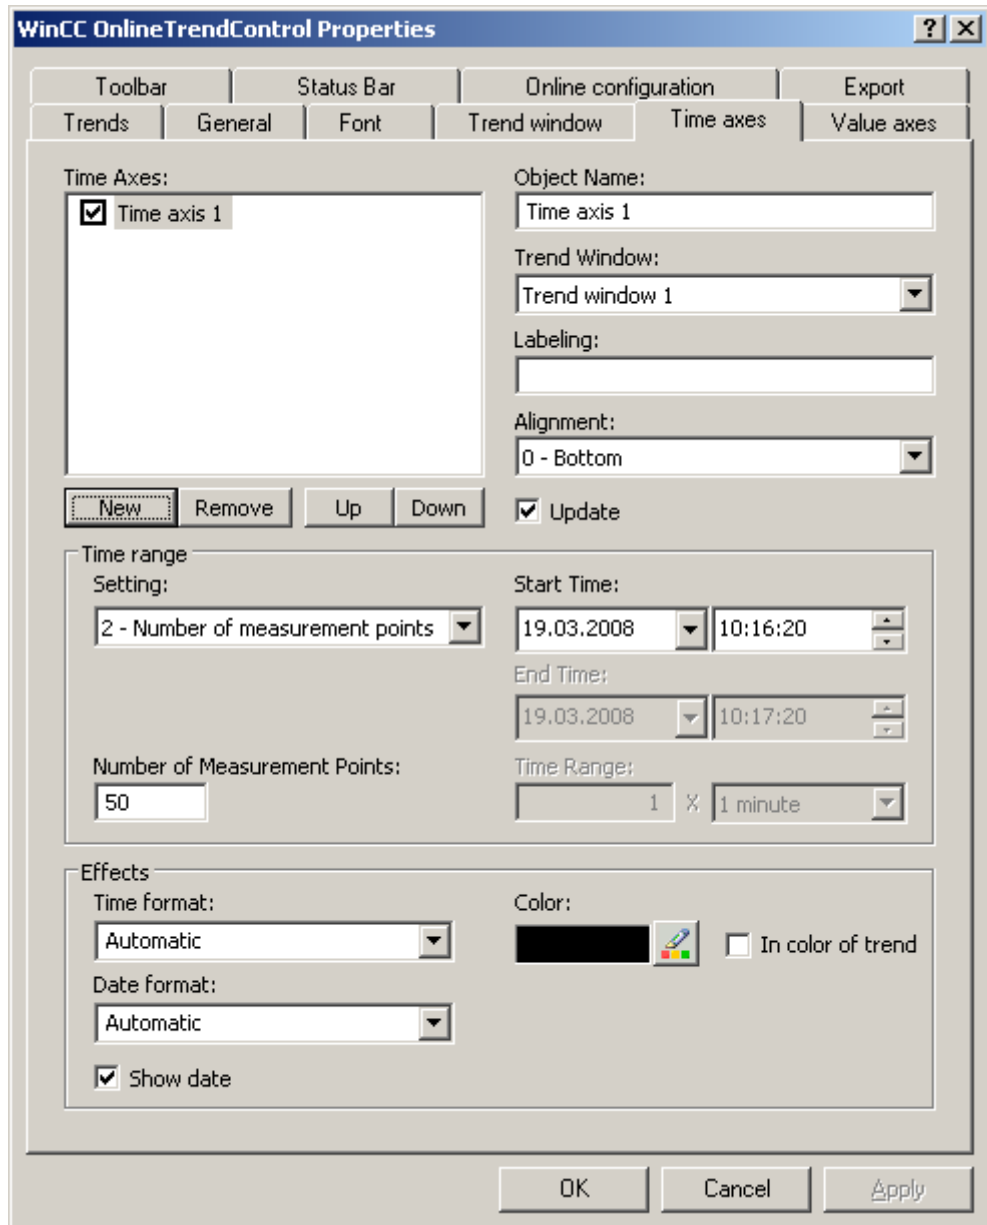 WinCC OnlineTrendControl Properties
Toolbar Status Bar Online configuration Export
Trends General Font Trend window Time axes Value axes
Time Axes:
Time axis 1
New Remove Up Down
Object Name:
Time axis 1
Trend Window:
Trend window 1
Labeling:
Alignment:
0 - Bottom
Update
Time range
Setting:
2 - Number of measurement points
Number of Measurement Points:
50
Start Time:
19.03.2008 10:16:20
End Time:
19.03.2008 10:17:20
Time Range:
1 X 1 minute
Effects
Time format:
Automatic
Date format:
Automatic
Show date
Color:
In color of trend
OK Cancel Apply